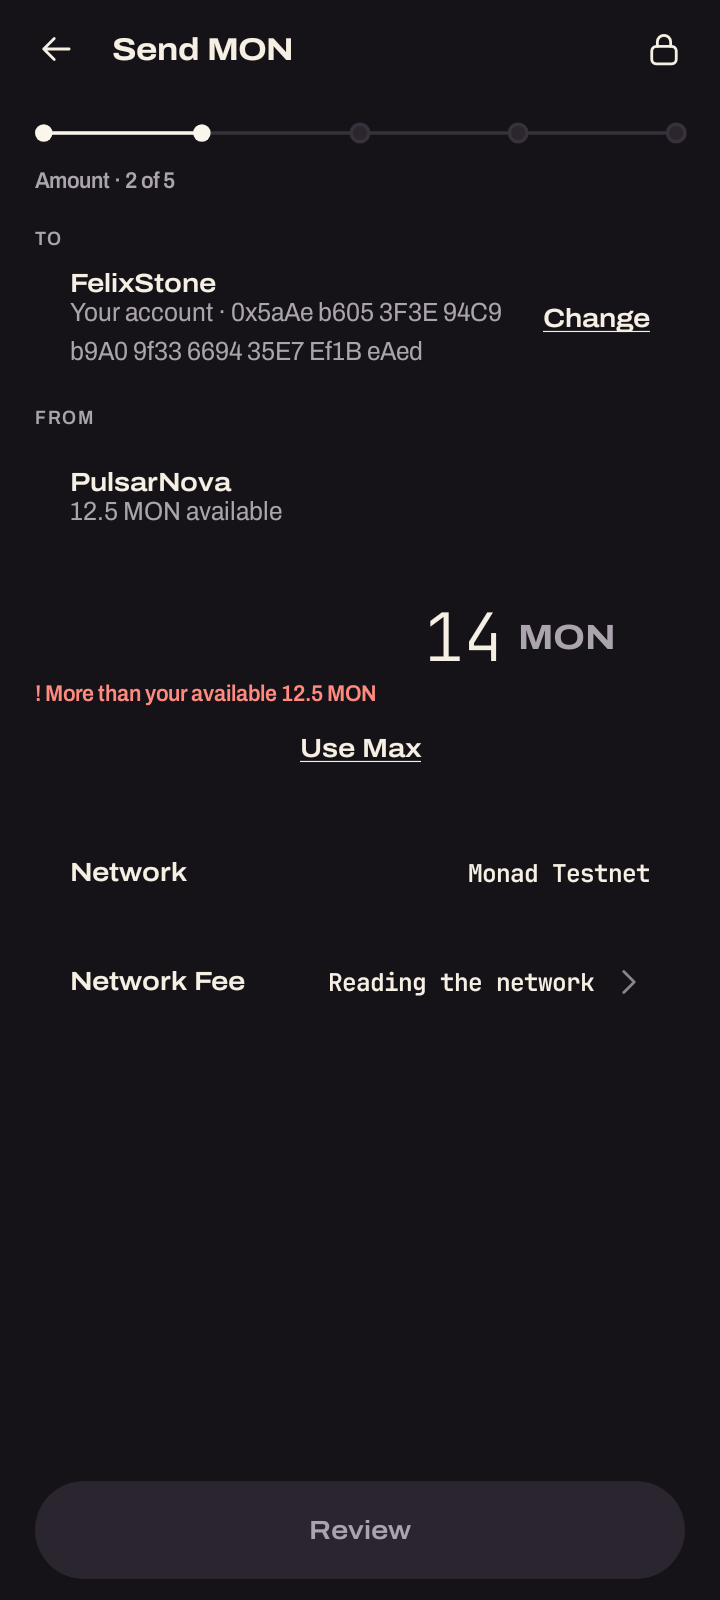 Send MON
Amount · 2 of 5
TO
FelixStone
Your account · 0x5aAe b605 3F3E 94C9
b9A0 9f33 6694 35E7 Ef1B eAed
Change
FROM
PulsarNova
12.5 MON available
14 MON
! More than your available 12.5 MON
Use Max
Network
Monad Testnet
Network Fee
Reading the network
Review